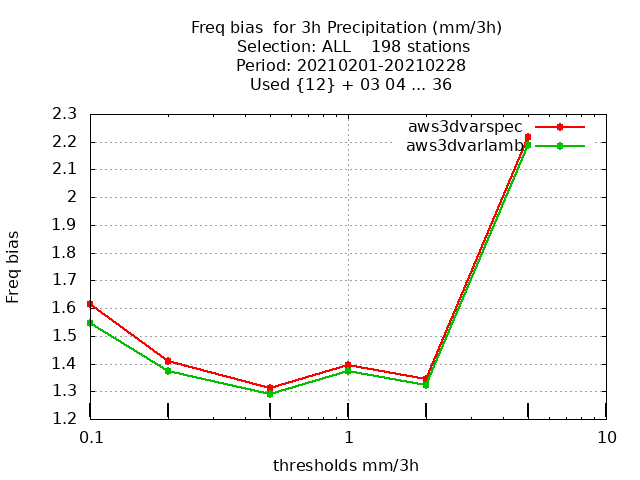 Freq bias  for 3h Precipitation (mm/3h)
Selection: ALL    198 stations
Period: 20210201-20210228
Used {12} + 03 04 ... 36
aws3dvarspec
aws3dvarlamb
2.3
2.2
2.1
2
1.9
1.8
1.7
1.6
1.5
1.4
1.3
1.2
Freq bias
0.1
1
10
thresholds mm/3h